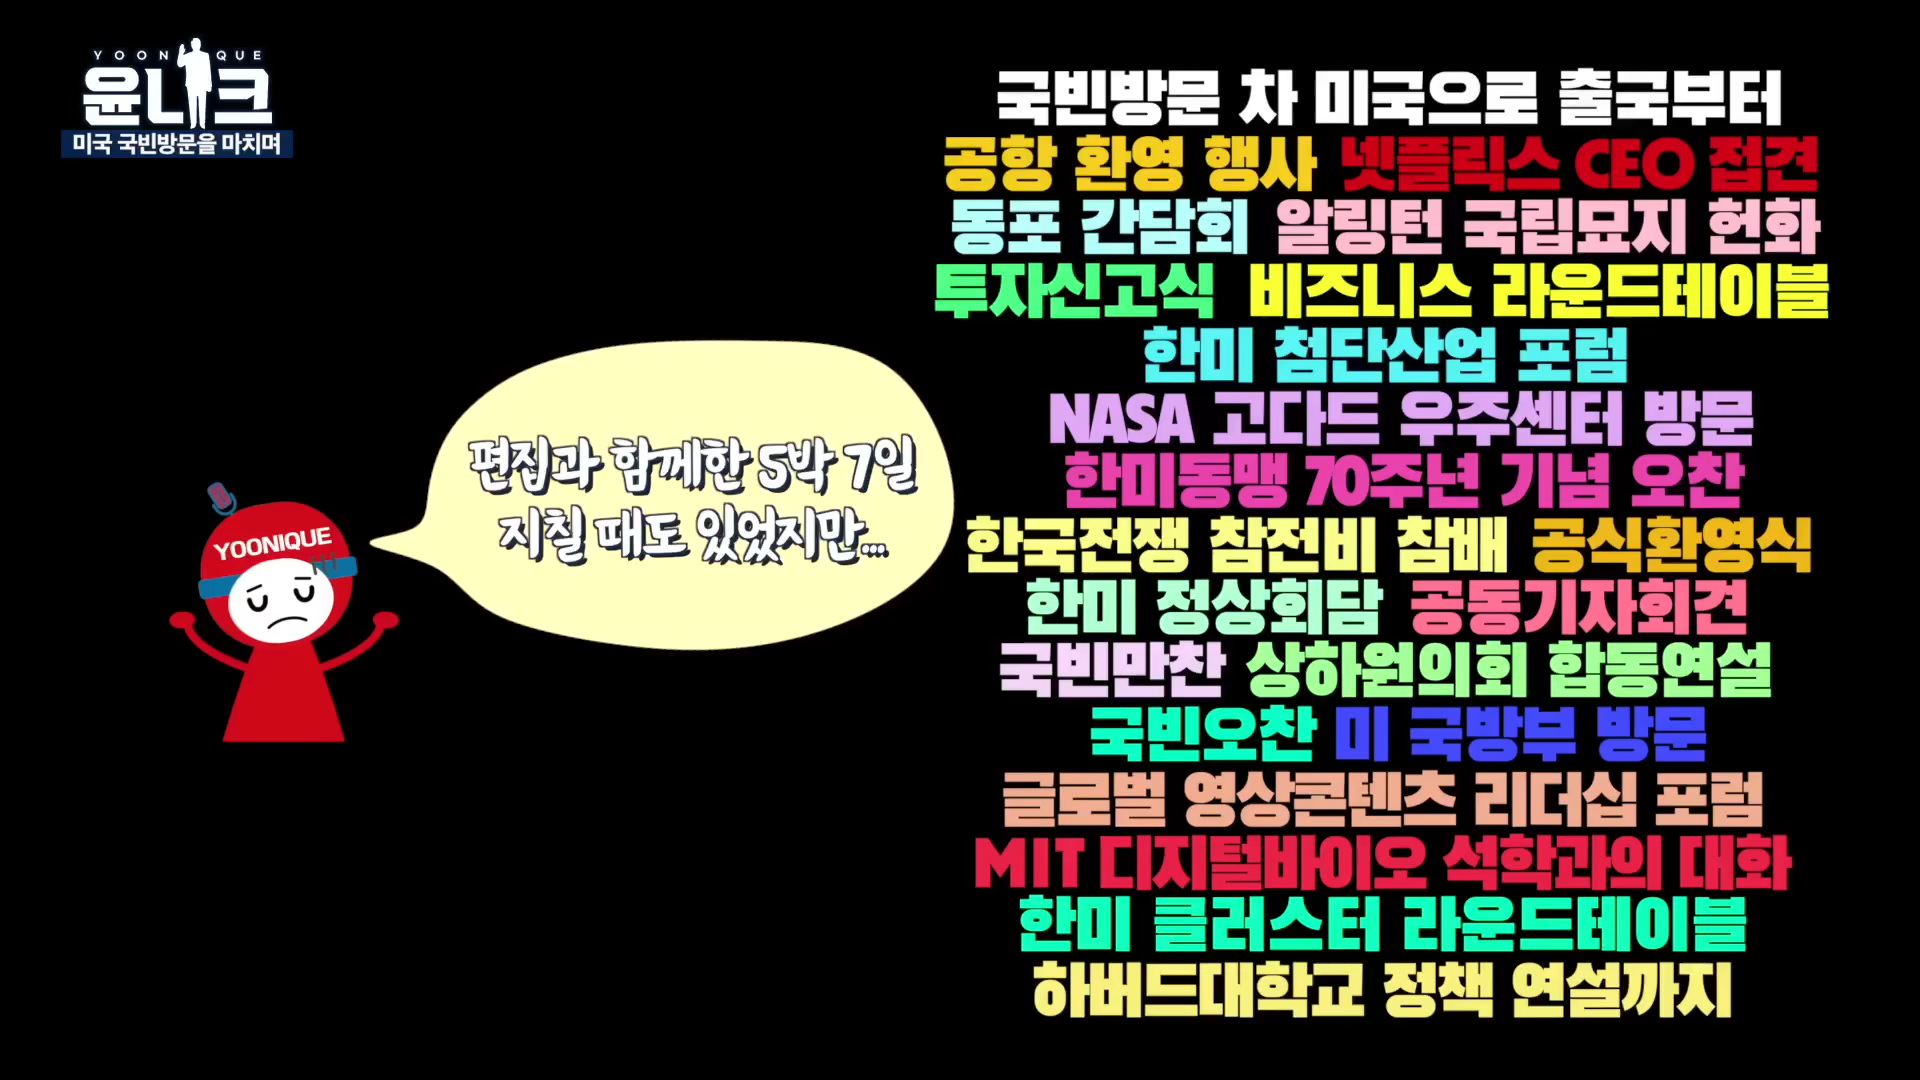 YOONIQUE
윤니크
미국 국빈방문을 마치며
국빈방문 차 미국으로 출국부터
공항 환영 행사 넷플릭스 CEO 접견
동포 간담회 알링턴 국립묘지 헌화
투자신고식 비즈니스 라운드테이블
한미 첨단산업 포럼
NASA 고다드 우주센터 방문
한미동맹 70주년 기념 오찬
한국전쟁 참전비 참배 공식환영식
한미 정상회담 공동기자회견
국빈만찬 상하원의회 합동연설
국빈오찬 미 국방부 방문
글로벌 영상콘텐츠 리더십 포럼
MIT 디지털바이오 석학과의 대화
한미 클러스터 라운드테이블
하버드대학교 정책 연설까지
편집과 함께한 5박 7일
지칠 때도 있었지만...
YOONIQUE